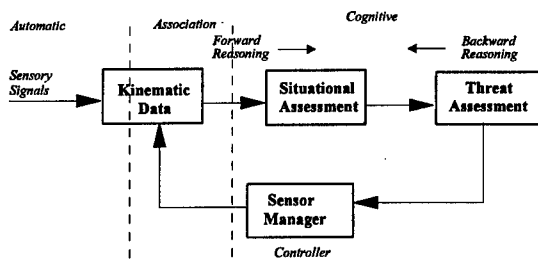 Automatic
Association
Cognitive
Forward
Reasoning
Backward
Reasoning
Sensory
Signals
Kinematic
Data
Situational
Assessment
Threat
Assessment
Sensor
Manager
Controller